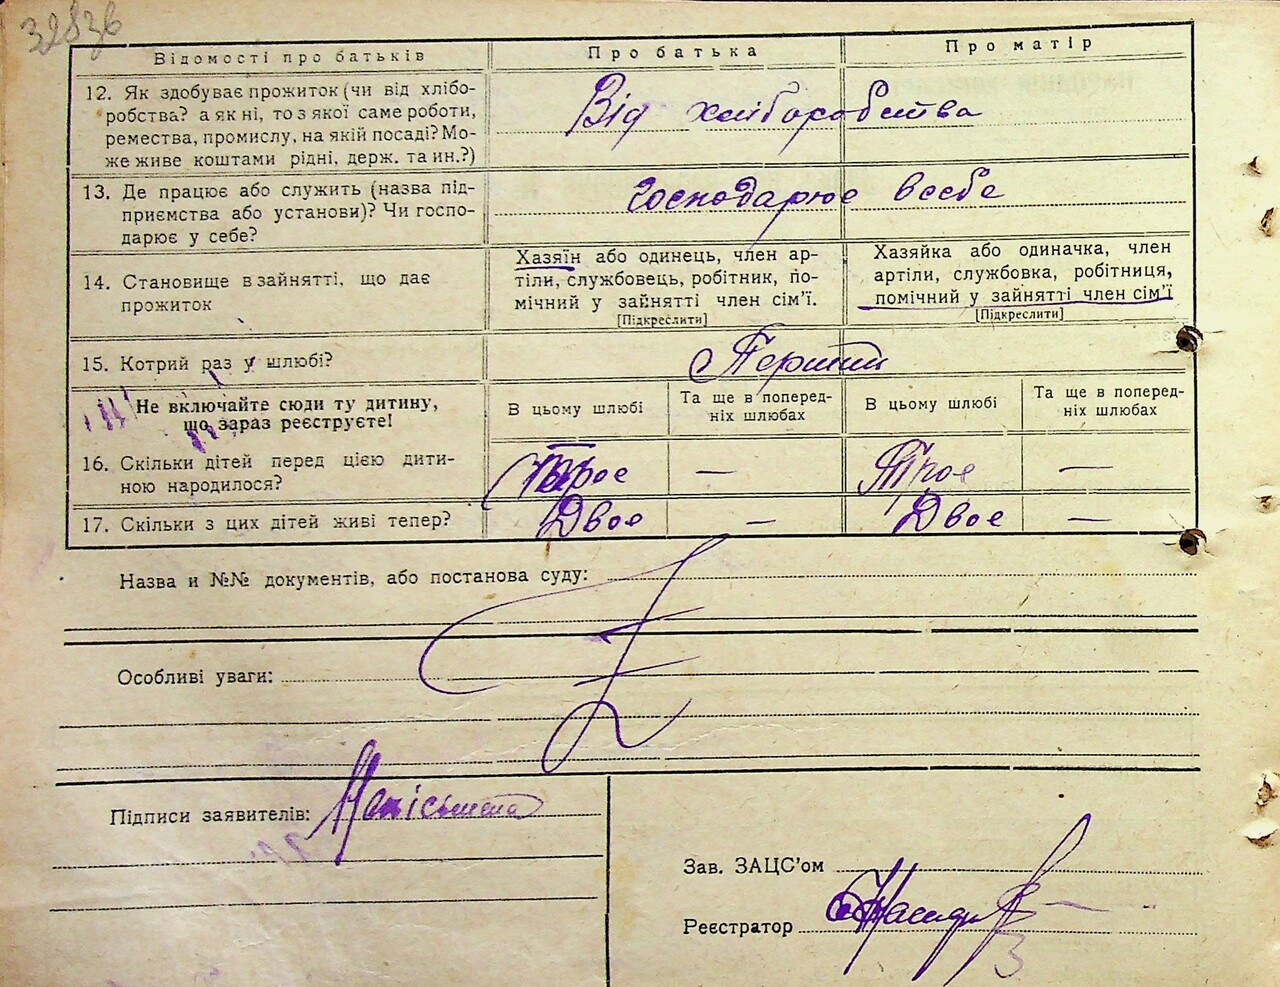 32836
Відомості про батьків
Про батька
Про матір
12. Як здобуває прожиток (чи від хлібо-
робства? а як ні, то з якої саме роботи,
ремества, промислу, на якій посаді? Мо-
же живе коштами рідні, держ. та ин.?)
Від хліборобства
13. Де працює або служить (назва під-
приємства або установи)? Чи госпо-
дарює у себе?
Господарює в себе
14. Становище в зайнятті, що дає
прожиток
Хазяїн або одинець, член ар-
тіли, службовець, робітник, по-
мічний у зайнятті член сім'ї.
[Підкреслити]
Хазяйка або одиначка, член
артіли, службовка, робітниця,
помічний у зайнятті член сім'ї
[Підкреслити]
15. Котрий раз у шлюбі?
Перший
Не включайте сюди ту дитину,
що зараз реєструєте!
В цьому шлюбі
Та ще в поперед-
ніх шлюбах
В цьому шлюбі
Та ще в поперед-
ніх шлюбах
16. Скільки дітей перед цією дити-
ною народилося?
Трое — Трое —
17. Скільки з цих дітей живі тепер?
Двое — Двое —
Назва и №№ документів, або постанова суду:
Особливі уваги:
Підписи заявителів:
Зав. ЗАЦС'ом
Реєстратор